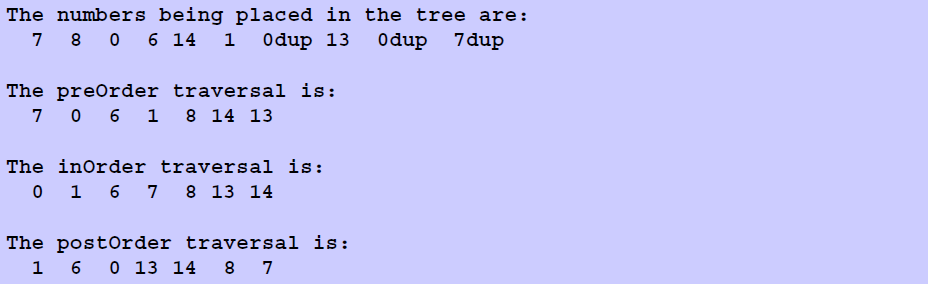 The numbers being placed in the tree are:
7 8 0 6 14 1 0dup 13 0dup 7dup
The preOrder traversal is:
7 0 6 1 8 14 13
The inOrder traversal is:
0 1 6 7 8 13 14
The postOrder traversal is:
1 6 0 13 14 8 7